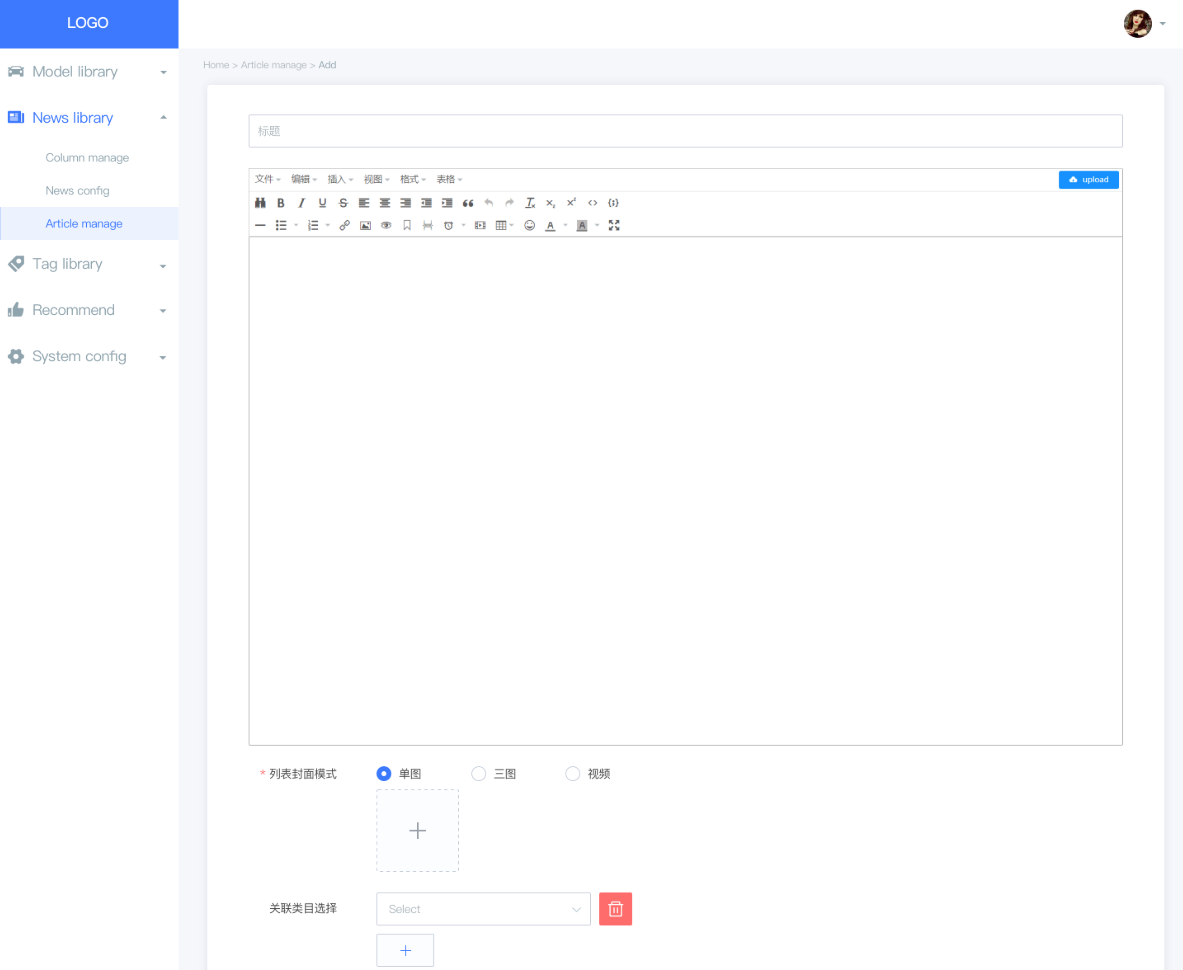 LOGO
Home > Article manage > Add
Model library
News library
Column manage
News config
Article manage
Tag library
Recommend
System config
标题
文件 编辑 插入 视图 格式 表格 upload
* 列表封面模式 单图 三图 视频
关联类目选择 Select